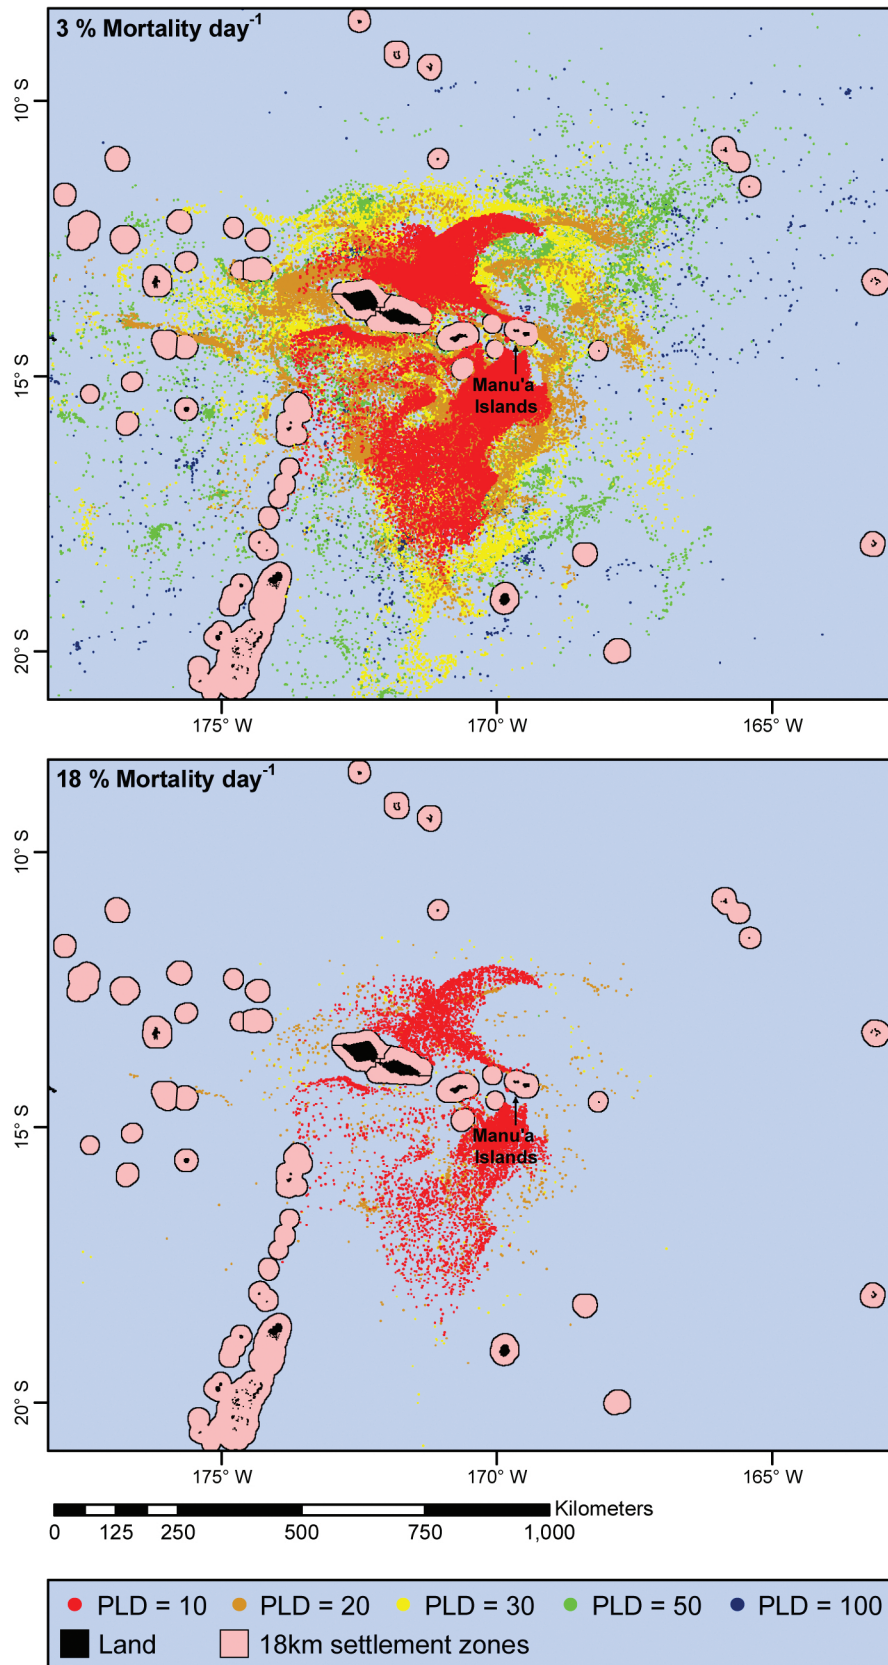 3 % Mortality day-1
10° S
15° S
20° S
Manu'a
Islands
175° W
170° W
165° W
18 % Mortality day-1
10° S
15° S
20° S
Manu'a
Islands
175° W
170° W
165° W
Kilometers
0 125 250 500 750 1,000
PLD = 10 PLD = 20 PLD = 30 PLD = 50 PLD = 100
Land 18km settlement zones